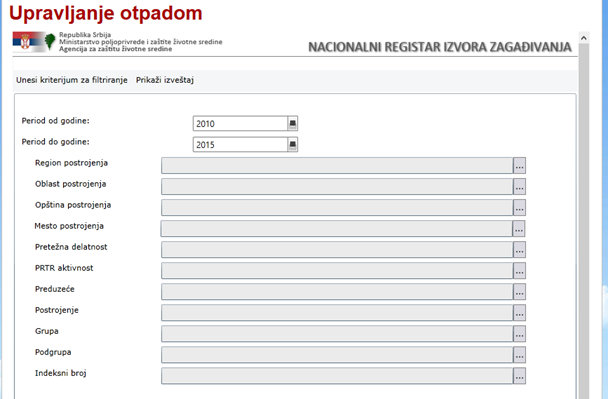 Upravljanje otpadom
Republika Srbija
Ministarstvo poljoprivrede i zaštite životne sredine
Agencija za zaštitu životne sredine
NACIONALNI REGISTAR IZVORA ZAGAĐIVANJA
Unesi kriterijum za filtriranje Prikaži izveštaj
Period od godine: 2010
Period do godine: 2015
Region postrojenja ...
Oblast postrojenja ...
Opština postrojenja ...
Mesto postrojenja ...
Pretežna delatnost ...
PRTR aktivnost ...
Preduzeće ...
Postrojenje ...
Grupa ...
Podgrupa ...
Indeksni broj ...